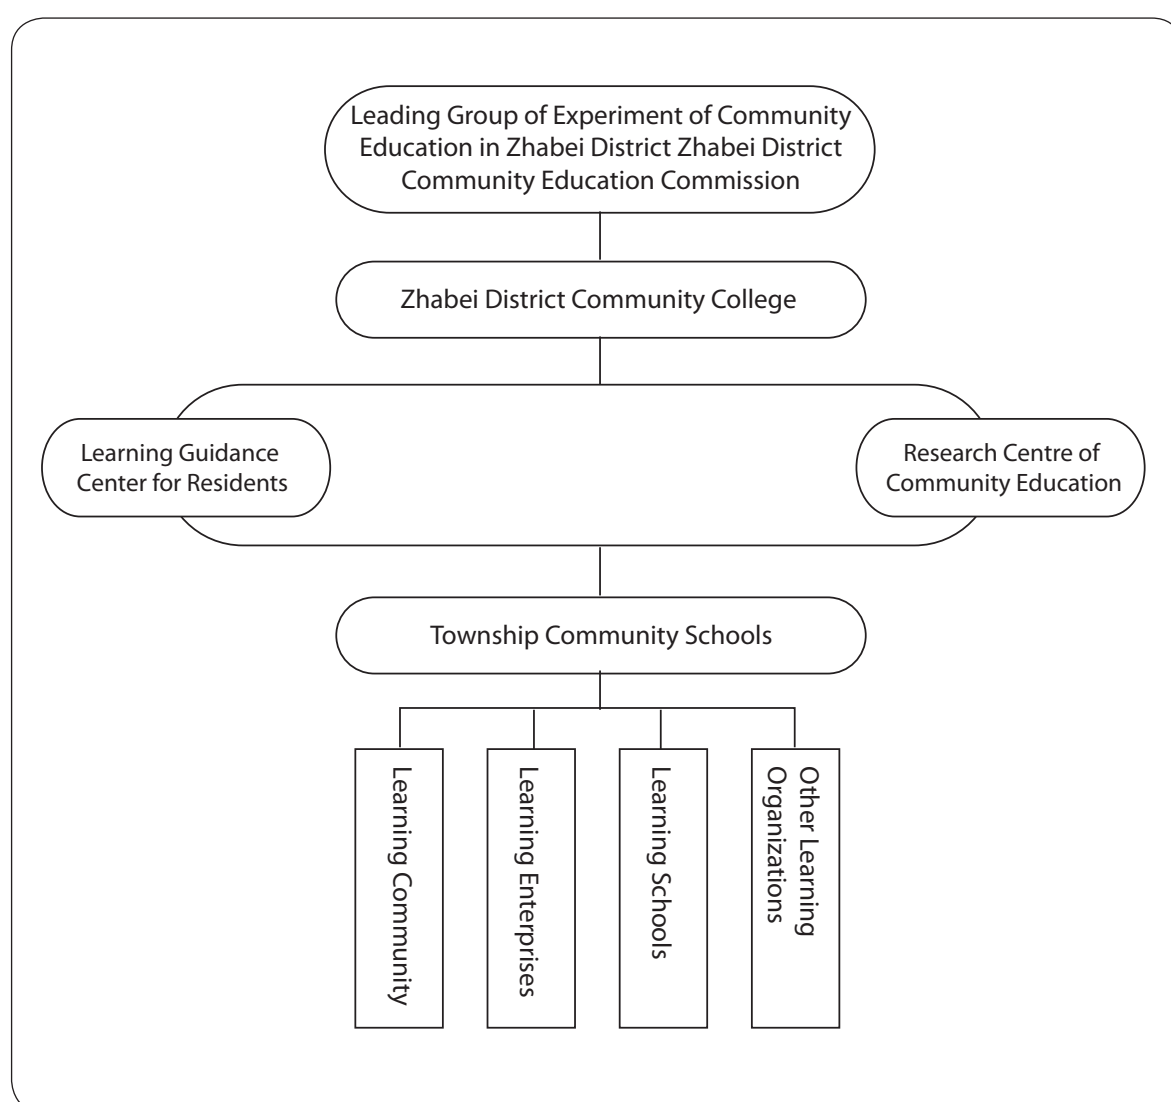 Leading Group of Experiment of Community
Education in Zhabei District Zhabei District
Community Education Commission
Zhabei District Community College
Learning Guidance
Center for Residents
Research Centre of
Community Education
Township Community Schools
Learning Community
Learning Enterprises
Learning Schools
Other Learning
Organizations